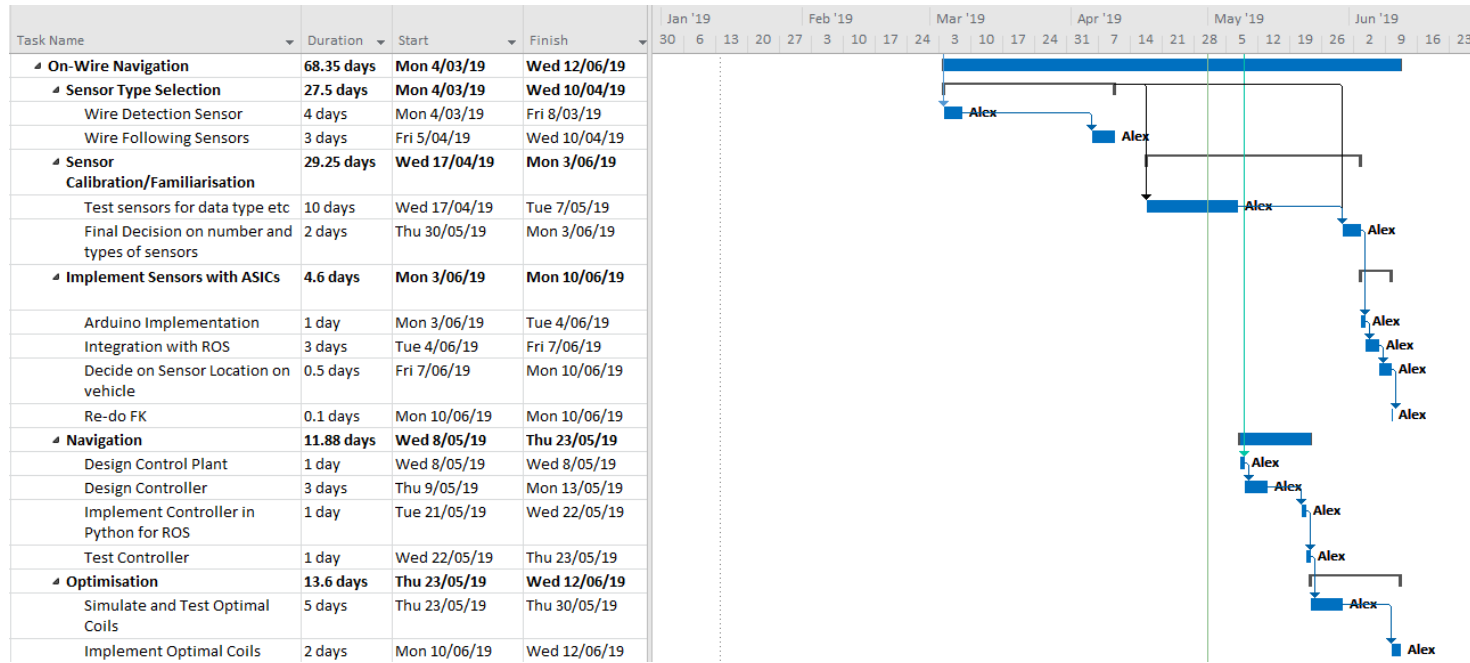 Jan '19 Feb '19 Mar '19 Apr '19 May '19 Jun '19
Task Name Duration Start Finish 30 6 13 20 27 3 10 17 24 3 10 17 24 31 7 14 21 28 5 12 19 26 2 9 16 23
On-Wire Navigation 68.35 days Mon 4/03/19 Wed 12/06/19
Sensor Type Selection 27.5 days Mon 4/03/19 Wed 10/04/19
Wire Detection Sensor 4 days Mon 4/03/19 Fri 8/03/19 Alex
Wire Following Sensors 3 days Fri 5/04/19 Wed 10/04/19 Alex
Sensor 29.25 days Wed 17/04/19 Mon 3/06/19
Calibration/Familiarisation
Test sensors for data type etc 10 days Wed 17/04/19 Tue 7/05/19 Alex
Final Decision on number and 2 days Thu 30/05/19 Mon 3/06/19 Alex
types of sensors
Implement Sensors with ASICs 4.6 days Mon 3/06/19 Mon 10/06/19
Arduino Implementation 1 day Mon 3/06/19 Tue 4/06/19 Alex
Integration with ROS 3 days Tue 4/06/19 Fri 7/06/19 Alex
Decide on Sensor Location on 0.5 days Fri 7/06/19 Mon 10/06/19 Alex
vehicle
Re-do FK 0.1 days Mon 10/06/19 Mon 10/06/19 Alex
Navigation 11.88 days Wed 8/05/19 Thu 23/05/19
Design Control Plant 1 day Wed 8/05/19 Wed 8/05/19 Alex
Design Controller 3 days Thu 9/05/19 Mon 13/05/19 Alex
Implement Controller in 1 day Tue 21/05/19 Wed 22/05/19 Alex
Python for ROS
Test Controller 1 day Wed 22/05/19 Thu 23/05/19 Alex
Optimisation 13.6 days Thu 23/05/19 Wed 12/06/19
Simulate and Test Optimal 5 days Thu 23/05/19 Thu 30/05/19 Alex
Coils
Implement Optimal Coils 2 days Mon 10/06/19 Wed 12/06/19 Alex